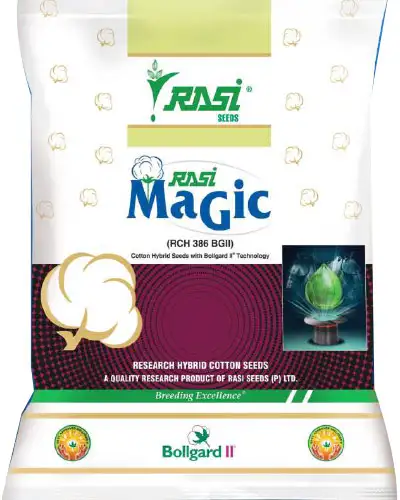 RASI ®
SEEDS
RASI
MaGic
(RCH 386 BGII)
Cotton Hybrid Seeds with Bollgard II® Technology
RESEARCH HYBRID COTTON SEEDS
A QUALITY RESEARCH PRODUCT OF RASI SEEDS (P) LTD.
Breeding Excellence®
Bollgard II®